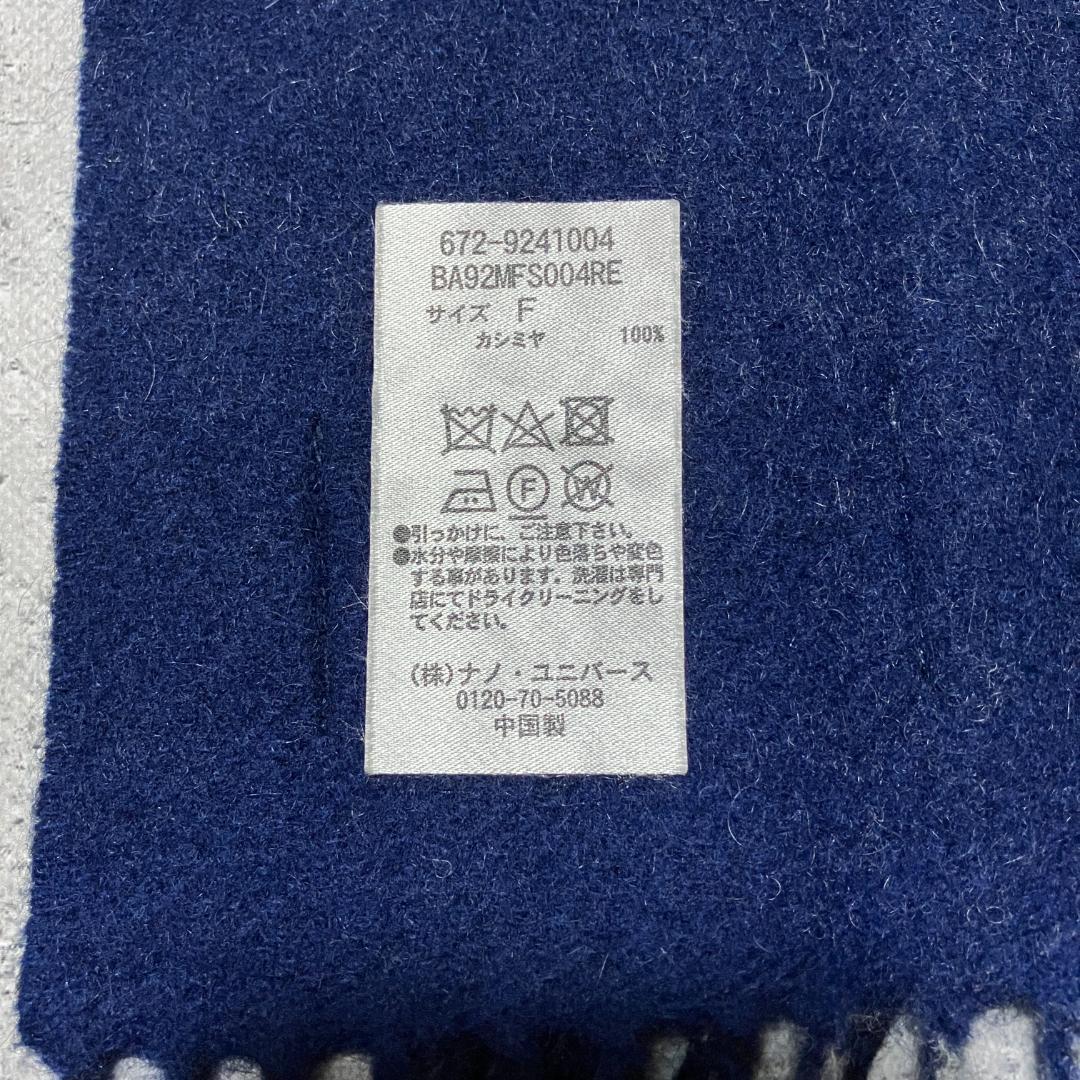 672-9241004
BA92MFS004RE
サイズ F
カシミヤ 100%
F W
●引っかけに、ご注意下さい。
●水分や摩擦により色落ちや変色
する事があります。洗濯は専門
店にてドライクリーニングをし
てください。
(株)ナノ・ユニバース
0120-70-5088
中国製